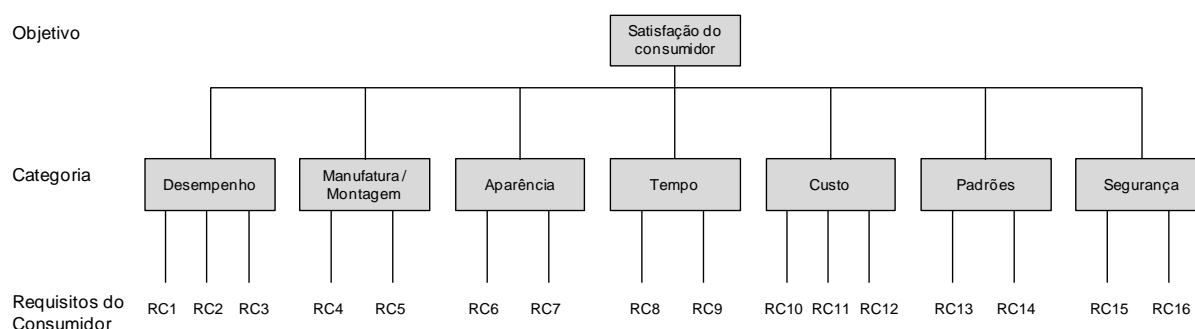 Objetivo
Satisfação do
consumidor
Categoria
Desempenho
Manufatura /
Montagem
Aparência
Tempo
Custo
Padrões
Segurança
Requisitos do
Consumidor
RC1 RC2 RC3 RC4 RC5 RC6 RC7 RC8 RC9 RC10 RC11 RC12 RC13 RC14 RC15 RC16